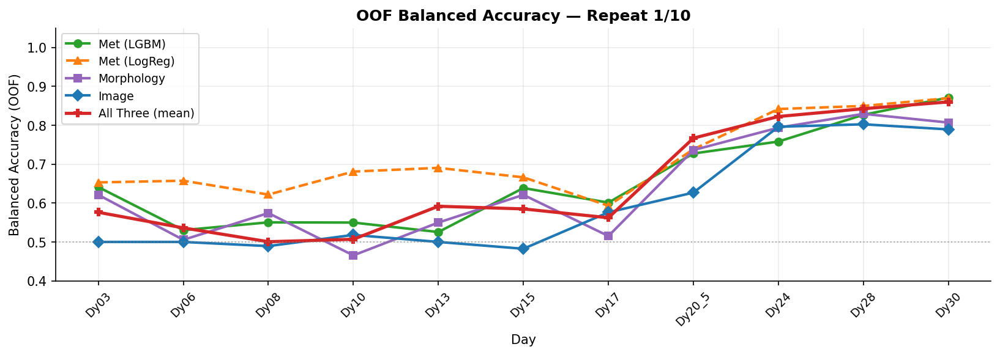 OOF Balanced Accuracy — Repeat 1/10
Met (LGBM)
Met (LogReg)
Morphology
Image
All Three (mean)
Balanced Accuracy (OOF)
1.0
0.9
0.8
0.7
0.6
0.5
0.4
Dy03
Dy06
Dy08
Dy10
Dy13
Dy15
Dy17
Dy20_5
Dy24
Dy28
Dy30
Day